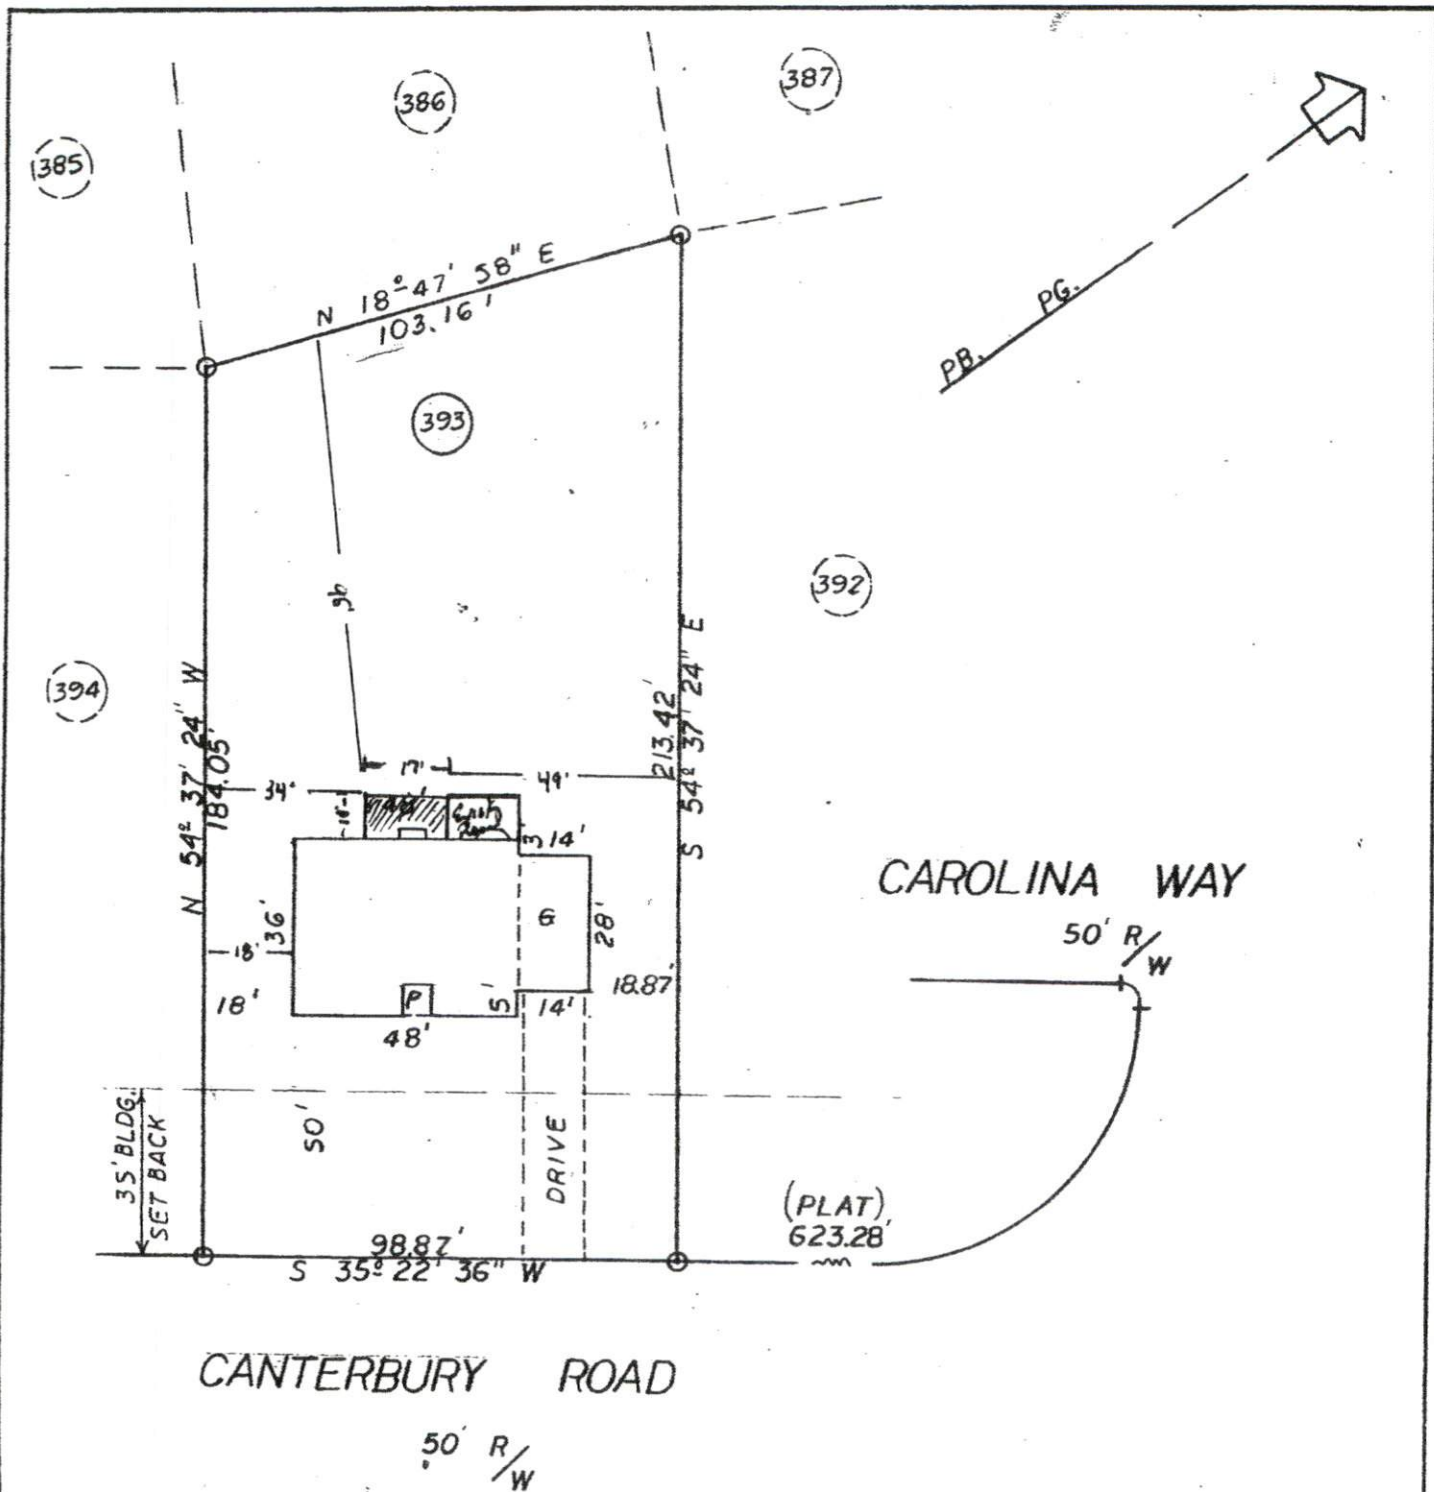 387
386
385
N 18° 47' 58" E
103.16'
PG.
PB.
393
392
394
N 54° 37' 24" W
184.05'
213.42'
S 54° 37' 24" E
17'
49'
34'
3
14'
36'
G
28'
18'
18'
P
5'
14'
18.87'
48'
CAROLINA WAY
50' R/W
35' BLDG.
SET BACK
50'
DRIVE
(PLAT)
623.28'
98.87'
S 35° 22' 36" W
CANTERBURY ROAD
50' R/W